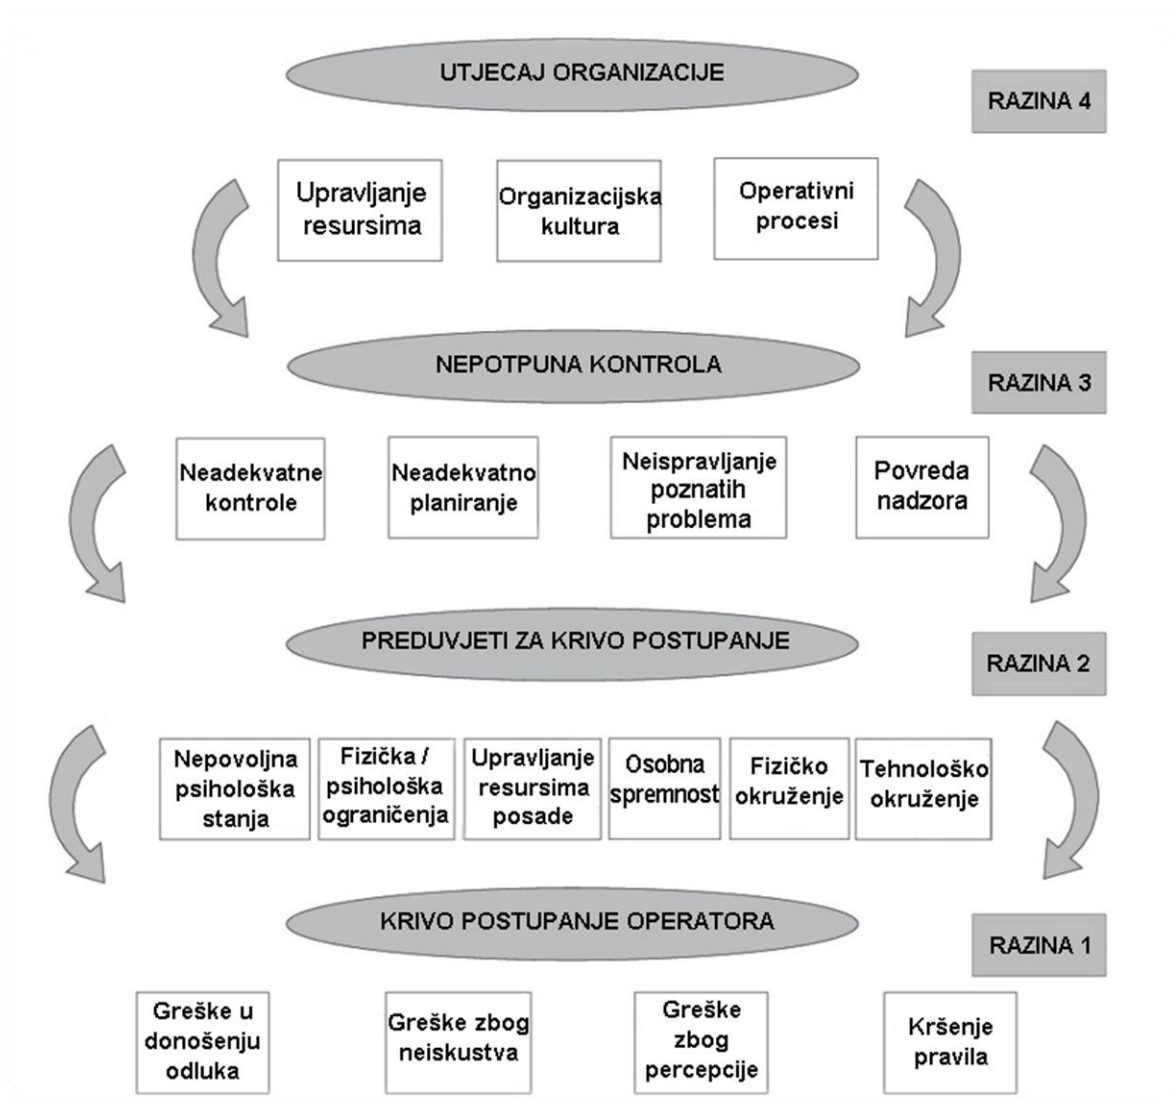 UTJECAJ ORGANIZACIJE
RAZINA 4
Upravljanje
resursima
Organizacijska
kultura
Operativni
procesi
NEPOTPUNA KONTROLA
RAZINA 3
Neadekvatne
kontrole
Neadekvatno
planiranje
Neispravljanje
poznatih
problema
Povreda
nadzora
PREDUVJETI ZA KRIVO POSTUPANJE
RAZINA 2
Nepovoljna
psihološka
stanja
Fizička /
psihološka
ograničenja
Upravljanje
resursima
posade
Osobna
spremnost
Fizičko
okruženje
Tehnološko
okruženje
KRIVO POSTUPANJE OPERATORA
RAZINA 1
Greške u
donošenju
odluka
Greške zbog
neiskustva
Greške
zbog
percepcije
Kršenje
pravila